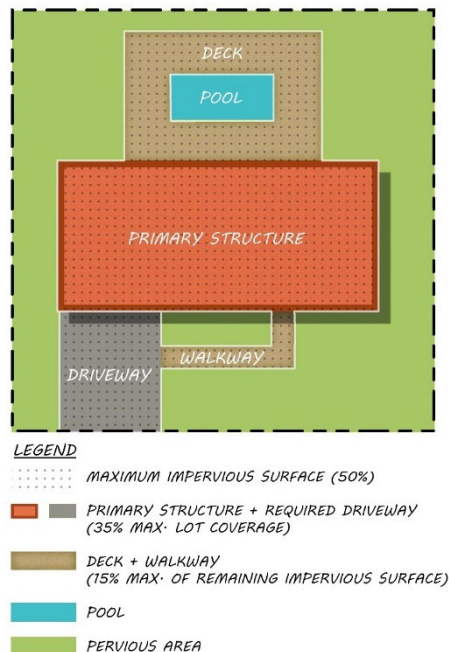 DECK
POOL
PRIMARY STRUCTURE
WALKWAY
DRIVEWAY
LEGEND
MAXIMUM IMPERVIOUS SURFACE (50%)
PRIMARY STRUCTURE + REQUIRED DRIVEWAY
(35% MAX. LOT COVERAGE)
DECK + WALKWAY
(15% MAX. OF REMAINING IMPERVIOUS SURFACE)
POOL
PERVIOUS AREA